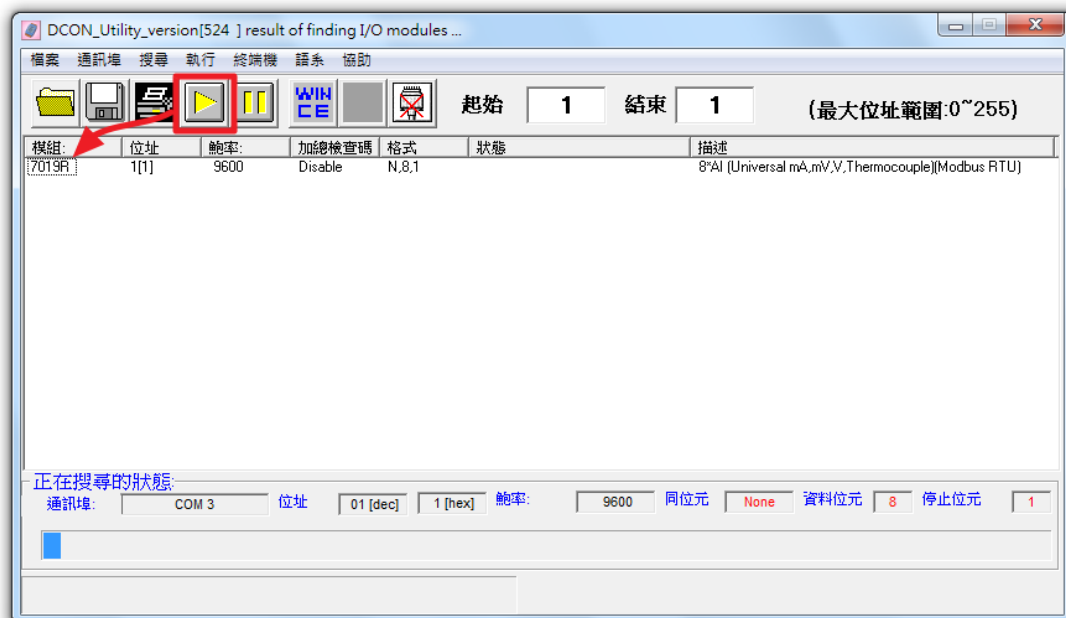 DCON_Utility_version[524 ] result of finding I/O modules ...
檔案 通訊埠 搜尋 執行 終端機 語系 協助
WIN CE 起始 1 結束 1 (最大位址範圍:0~255)
模組: 位址 鮑率: 加總檢查碼 格式 狀態 描述
7019R 1[1] 9600 Disable N,8,1 8*AI (Universal mA,mV,V,Thermocouple)(Modbus RTU)
正在搜尋的狀態:
通訊埠: COM 3 位址 01 [dec] 1 [hex] 鮑率: 9600 同位元 None 資料位元 8 停止位元 1